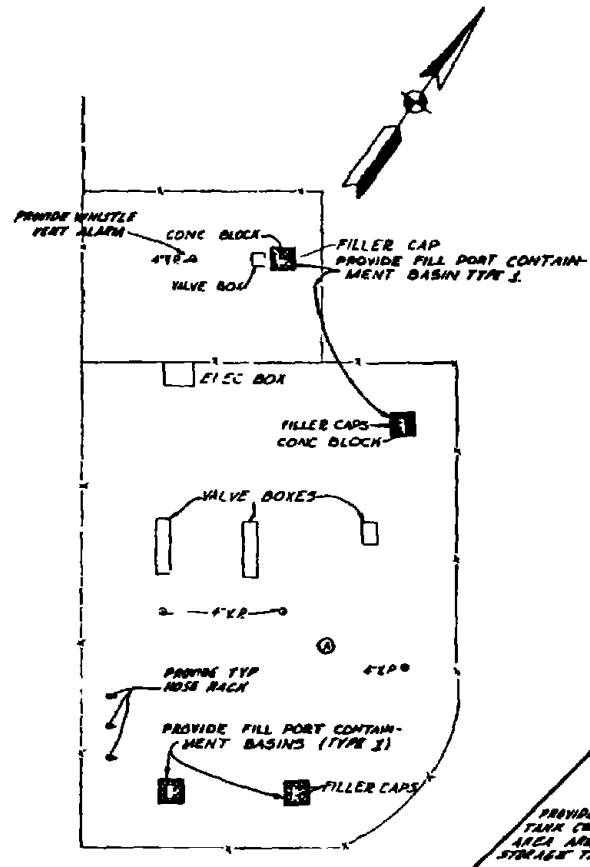 PROVIDE WHISTLE
VENT ALARM
CONC BLOCK
VALVE BOX
FILLER CAP
PROVIDE FILL PORT CONTAIN-
MENT BASIN TYPE 1.
ELEC BOX
FILLER CAPS
CONC BLOCK
VALVE BOXES
A
PROVIDE TYP
HOSE RACK
PROVIDE FILL PORT CONTAIN-
MENT BASINS (TYPE 1)
FILLER CAPS
PROVIDE
TANK
AREA
STORAGE